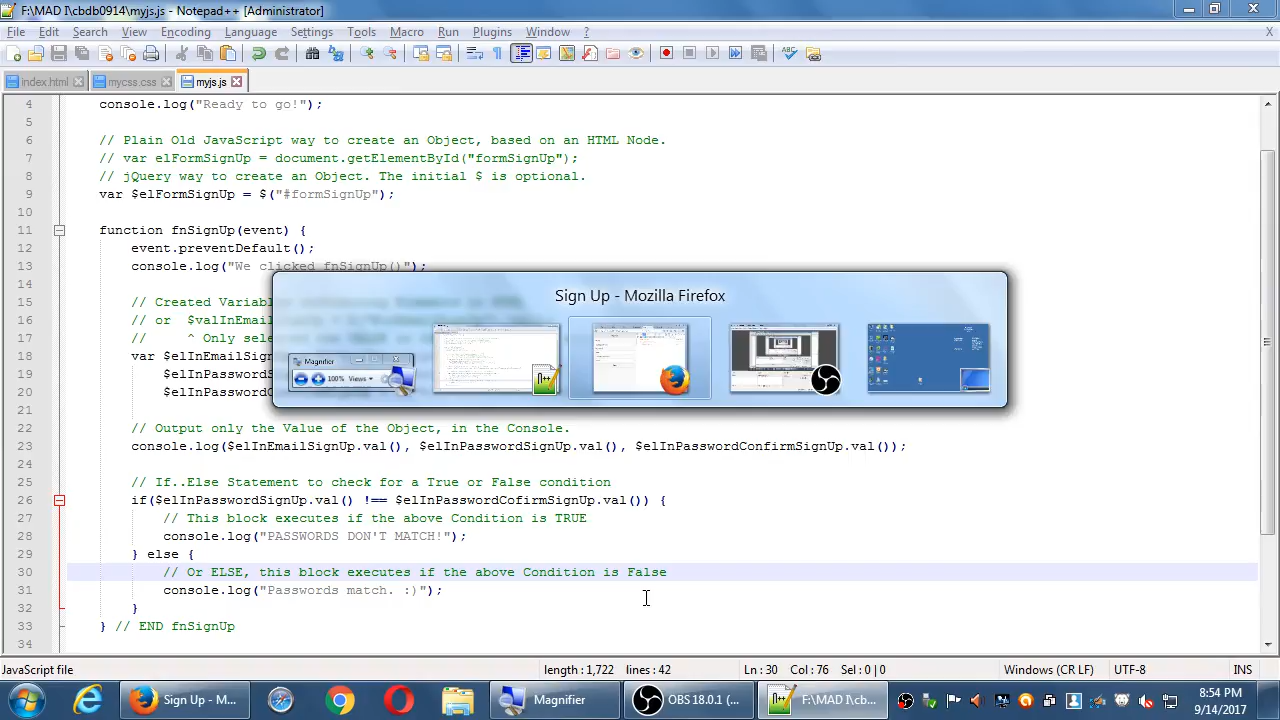 F:\MAD I\cbdb0914\myjs.js - Notepad++ [Administrator]
File Edit Search View Encoding Language Settings Tools Macro Run Plugins Window ? X
index.html mycss.css myjs.js
4 console.log("Ready to go!");
5
6 // Plain Old JavaScript way to create an Object, based on an HTML Node.
7 // var elFormSignUp = document.getElementById("formSignUp");
8 // jQuery way to create an Object. The initial $ is optional.
9 var $elFormSignUp = $("#formSignUp");
10
11 function fnSignUp(event) {
12 event.preventDefault();
13 console.log("We clicked fnSignUp()");
14
Sign Up - Mozilla Firefox
15 // Created Variables
16 // or $valInEmail
17 // ^ Only sele
18 var $elInEmailSign
Magnifier
100% Views
19 $elInPassword
20 $elInPassword
21
22 // Output only the Value of the Object, in the Console.
23 console.log($elInEmailSignUp.val(), $elInPasswordSignUp.val(), $elInPasswordConfirmSignUp.val());
24
25 // If..Else Statement to check for a True or False condition
26 if($elInPasswordSignUp.val() !== $elInPasswordCofirmSignUp.val()) {
27 // This block executes if the above Condition is TRUE
28 console.log("PASSWORDS DON'T MATCH!");
29 } else {
30 // Or ELSE, this block executes if the above Condition is False
31 console.log("Passwords match. :)");
32 }
33 } // END fnSignUp
34
JavaScript file length : 1,722 lines : 42 Ln : 30 Col : 76 Sel : 0 | 0 Windows (CR LF) UTF-8 INS
Sign Up - M... Magnifier OBS 18.0.1 (... F:\MAD I\cb... 8:54 PM
9/14/2017